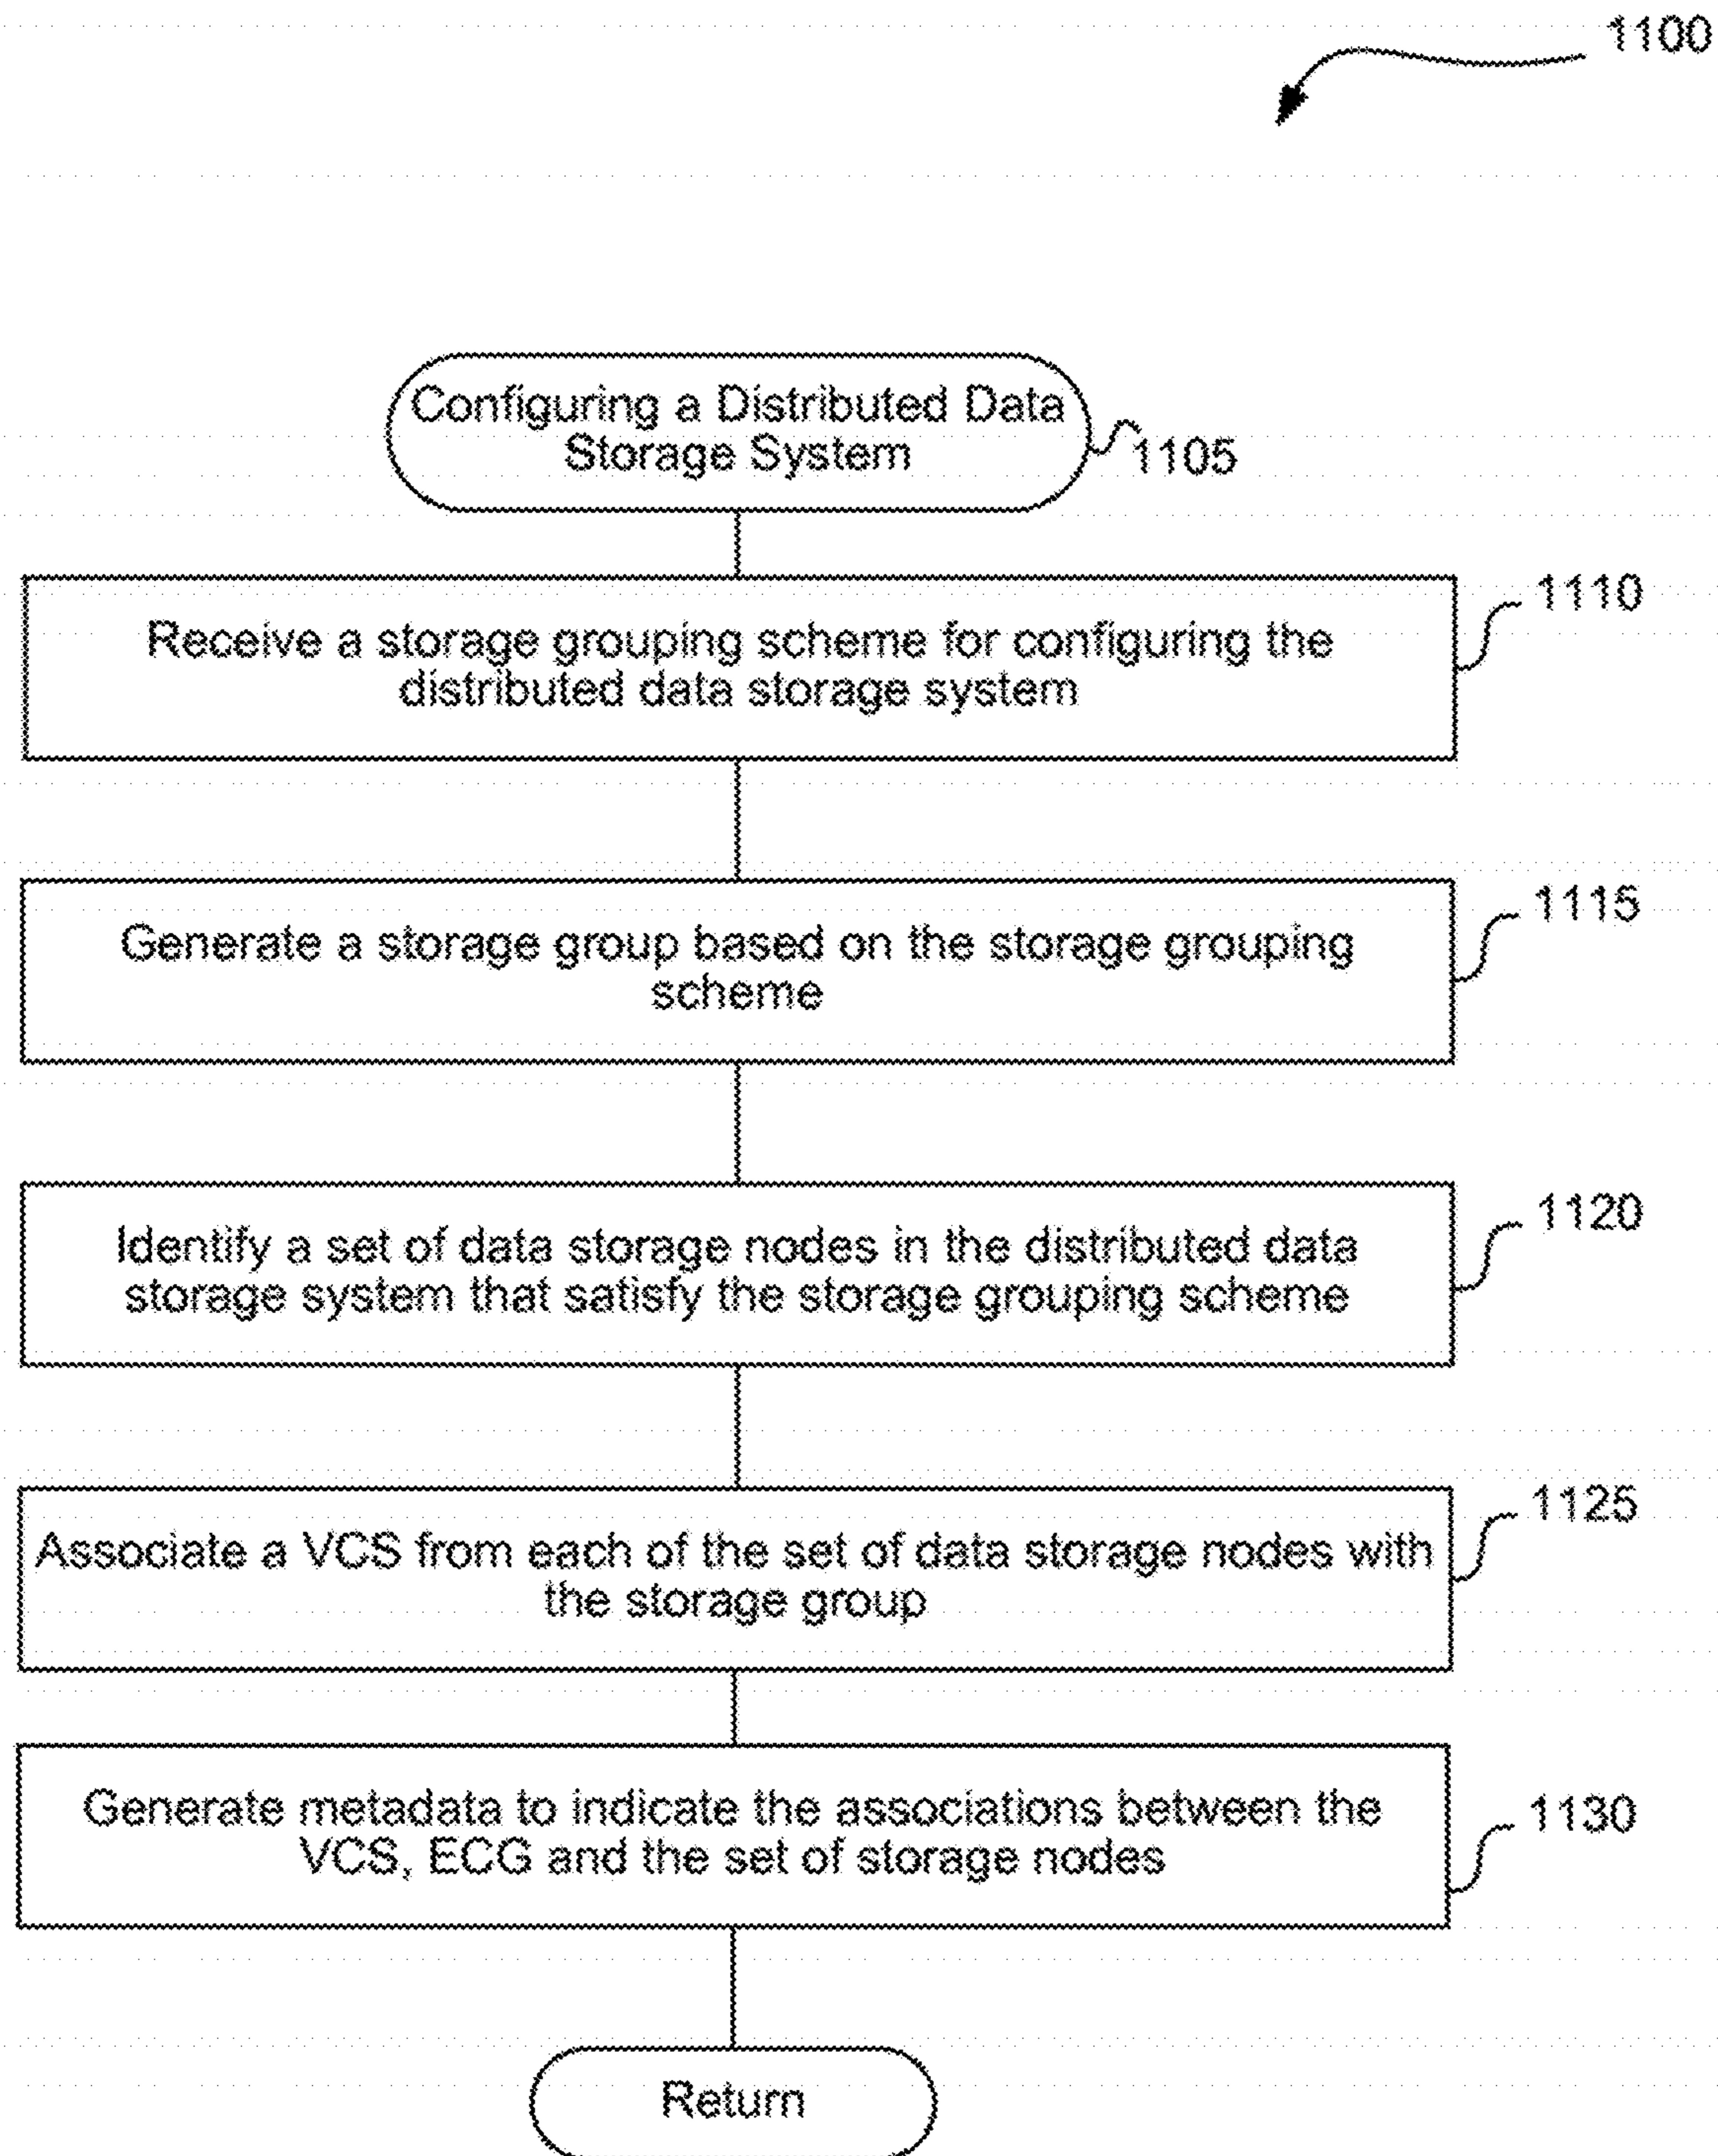 1100
Configuring a Distributed Data
Storage System
1105
1110
Receive a storage grouping scheme for configuring the
distributed data storage system
1115
Generate a storage group based on the storage grouping
scheme
1120
Identify a set of data storage nodes in the distributed data
storage system that satisfy the storage grouping scheme
1125
Associate a VCS from each of the set of data storage nodes with
the storage group
1130
Generate metadata to indicate the associations between the
VCS, ECG and the set of storage nodes
Return